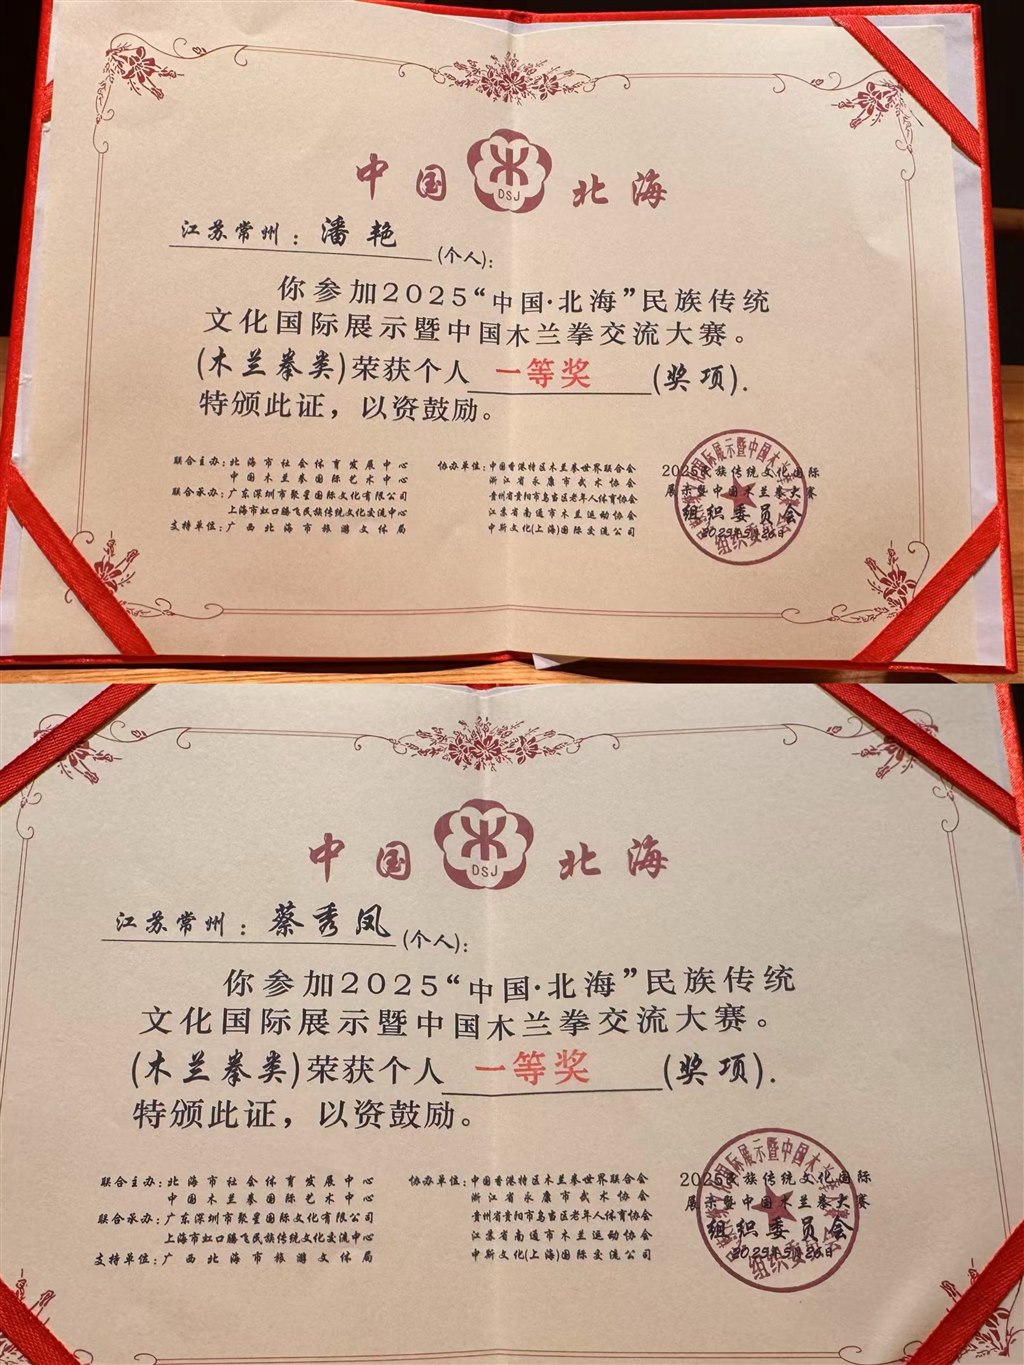 中国 DSJ 北海
江苏常州：潘艳 (个人):
你参加2025“中国·北海”民族传统
文化国际展示暨中国木兰拳交流大赛。
(木兰拳类)荣获个人 一等奖 (奖项).
特颁此证，以资鼓励。
联合主办:北海市社会体育发展中心
中国木兰拳国际艺术中心
联合承办:广东深圳市聚星国际文化有限公司
上海市虹口腾飞民族传统文化交流中心
支持单位:广西北海市旅游文体局
协办单位:中国香港特区木兰拳世界联合会
浙江省永康市武术协会
贵州省贵阳市乌当区老年人体育协会
江苏省南通市木兰运动协会
中斯文化(上海)国际交流公司
2025民族传统文化国际
展示暨中国木兰拳大赛
组织委员会
中国 DSJ 北海
江苏常州：蔡秀凤 (个人):
你参加2025“中国·北海”民族传统
文化国际展示暨中国木兰拳交流大赛。
(木兰拳类)荣获个人 一等奖 (奖项).
特颁此证，以资鼓励。
联合主办:北海市社会体育发展中心
中国木兰拳国际艺术中心
联合承办:广东深圳市聚星国际文化有限公司
上海市虹口腾飞民族传统文化交流中心
支持单位:广西北海市旅游文体局
协办单位:中国香港特区木兰拳世界联合会
浙江省永康市武术协会
贵州省贵阳市乌当区老年人体育协会
江苏省南通市木兰运动协会
中斯文化(上海)国际交流公司
2025民族传统文化国际
展示暨中国木兰拳大赛
组织委员会